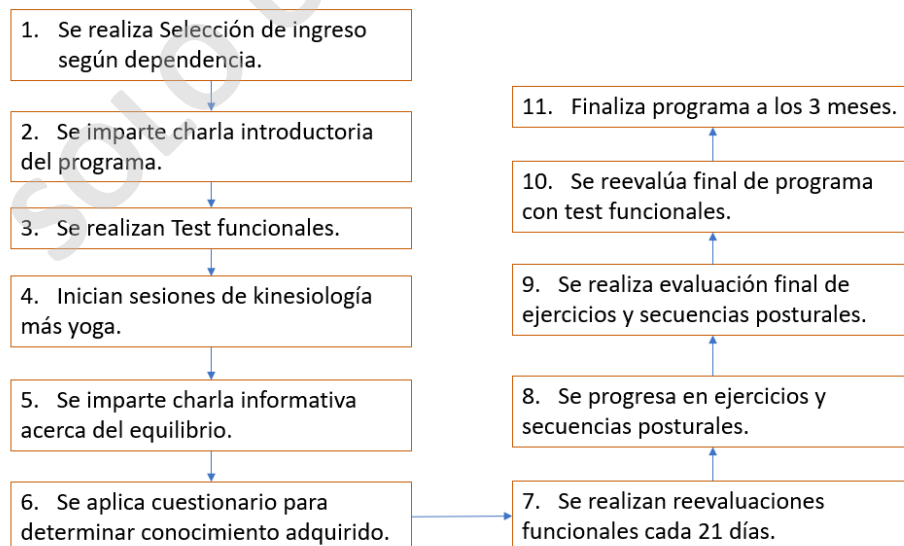 1. Se realiza Selección de ingreso
según dependencia.
2. Se imparte charla introductoria
del programa.
3. Se realizan Test funcionales.
4. Inician sesiones de kinesiología
más yoga.
5. Se imparte charla informativa
acerca del equilibrio.
6. Se aplica cuestionario para
determinar conocimiento adquirido.
7. Se realizan reevaluaciones
funcionales cada 21 días.
8. Se progresa en ejercicios y
secuencias posturales.
9. Se realiza evaluación final de
ejercicios y secuencias posturales.
10. Se reevalúa final de programa
con test funcionales.
11. Finaliza programa a los 3 meses.
SOLO